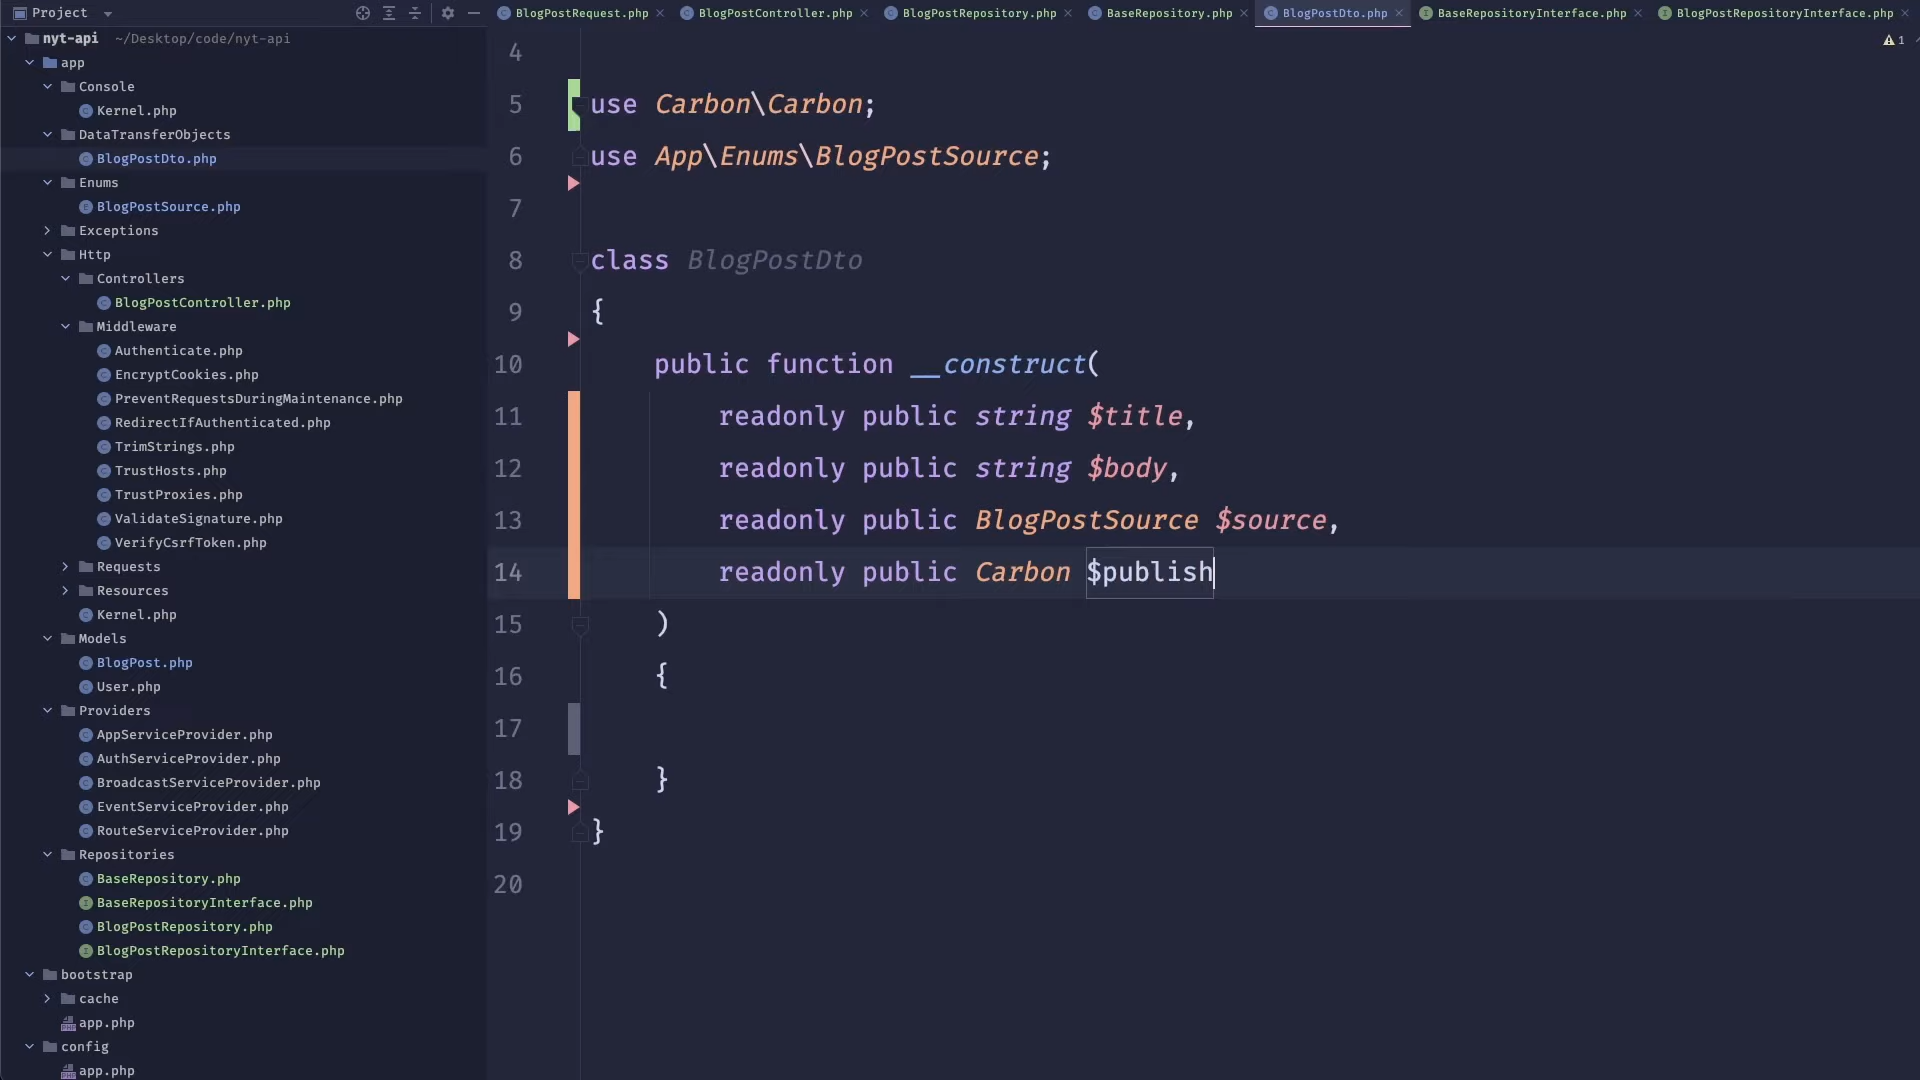 Project
BlogPostRequest.php
BlogPostController.php
BlogPostRepository.php
BaseRepository.php
BlogPostDto.php
BaseRepositoryInterface.php
BlogPostRepositoryInterface.php
nyt-api ~/Desktop/code/nyt-api
app
Console
Kernel.php
DataTransferObjects
BlogPostDto.php
Enums
BlogPostSource.php
Exceptions
Http
Controllers
BlogPostController.php
Middleware
Authenticate.php
EncryptCookies.php
PreventRequestsDuringMaintenance.php
RedirectIfAuthenticated.php
TrimStrings.php
TrustHosts.php
TrustProxies.php
ValidateSignature.php
VerifyCsrfToken.php
Requests
Resources
Kernel.php
Models
BlogPost.php
User.php
Providers
AppServiceProvider.php
AuthServiceProvider.php
BroadcastServiceProvider.php
EventServiceProvider.php
RouteServiceProvider.php
Repositories
BaseRepository.php
BaseRepositoryInterface.php
BlogPostRepository.php
BlogPostRepositoryInterface.php
bootstrap
cache
app.php
config
app.php
1
4
5 use Carbon\Carbon;
6 use App\Enums\BlogPostSource;
7
8 class BlogPostDto
9 {
10 public function __construct(
11 readonly public string $title,
12 readonly public string $body,
13 readonly public BlogPostSource $source,
14 readonly public Carbon $publish
15 )
16 {
17
18 }
19 }
20